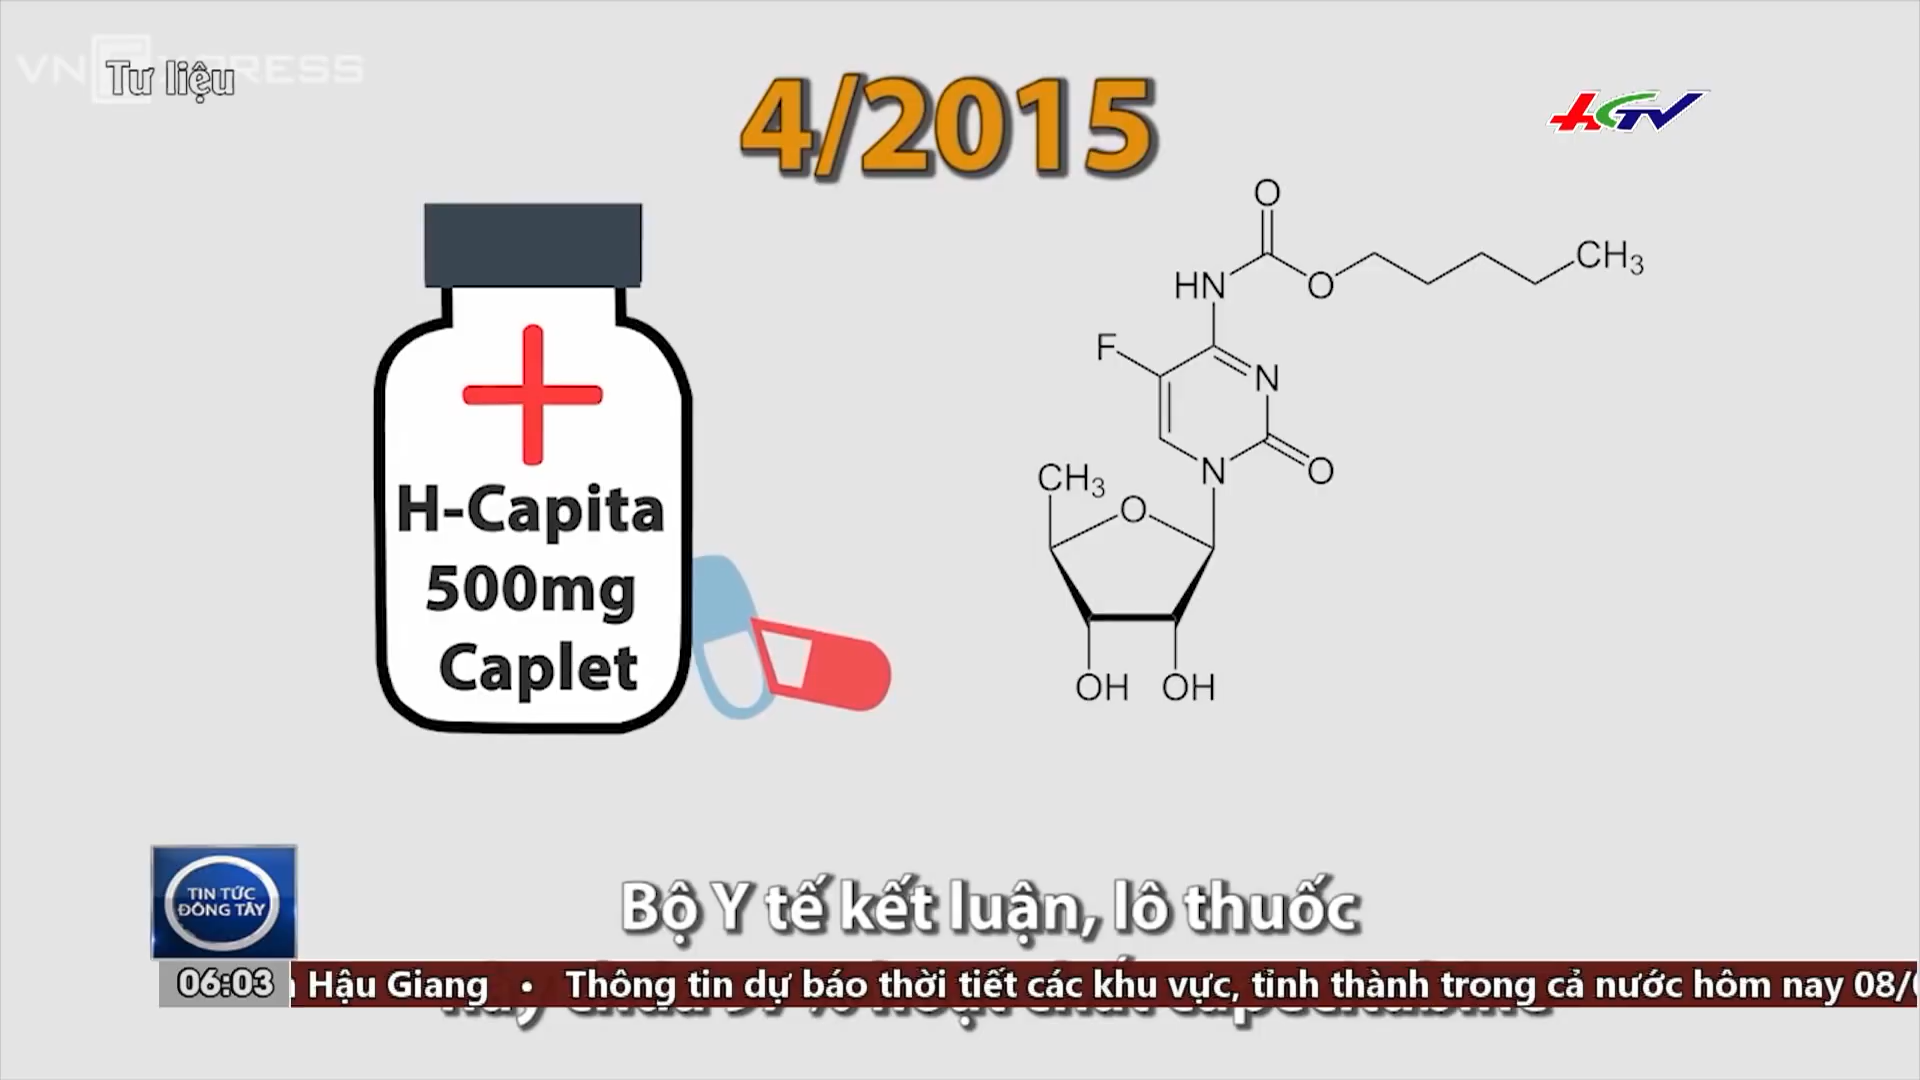 VNEXPRESS
Tư liệu
4/2015
HGTV
H-Capita
500mg
Caplet
O
HN
O
CH3
F
N
N
O
CH3
O
OH
OH
TIN TỨC
ĐÔNG TÂY
Bộ Y tế kết luận, lô thuốc
06:03
Hậu Giang • Thông tin dự báo thời tiết các khu vực, tỉnh thành trong cả nước hôm nay 08/